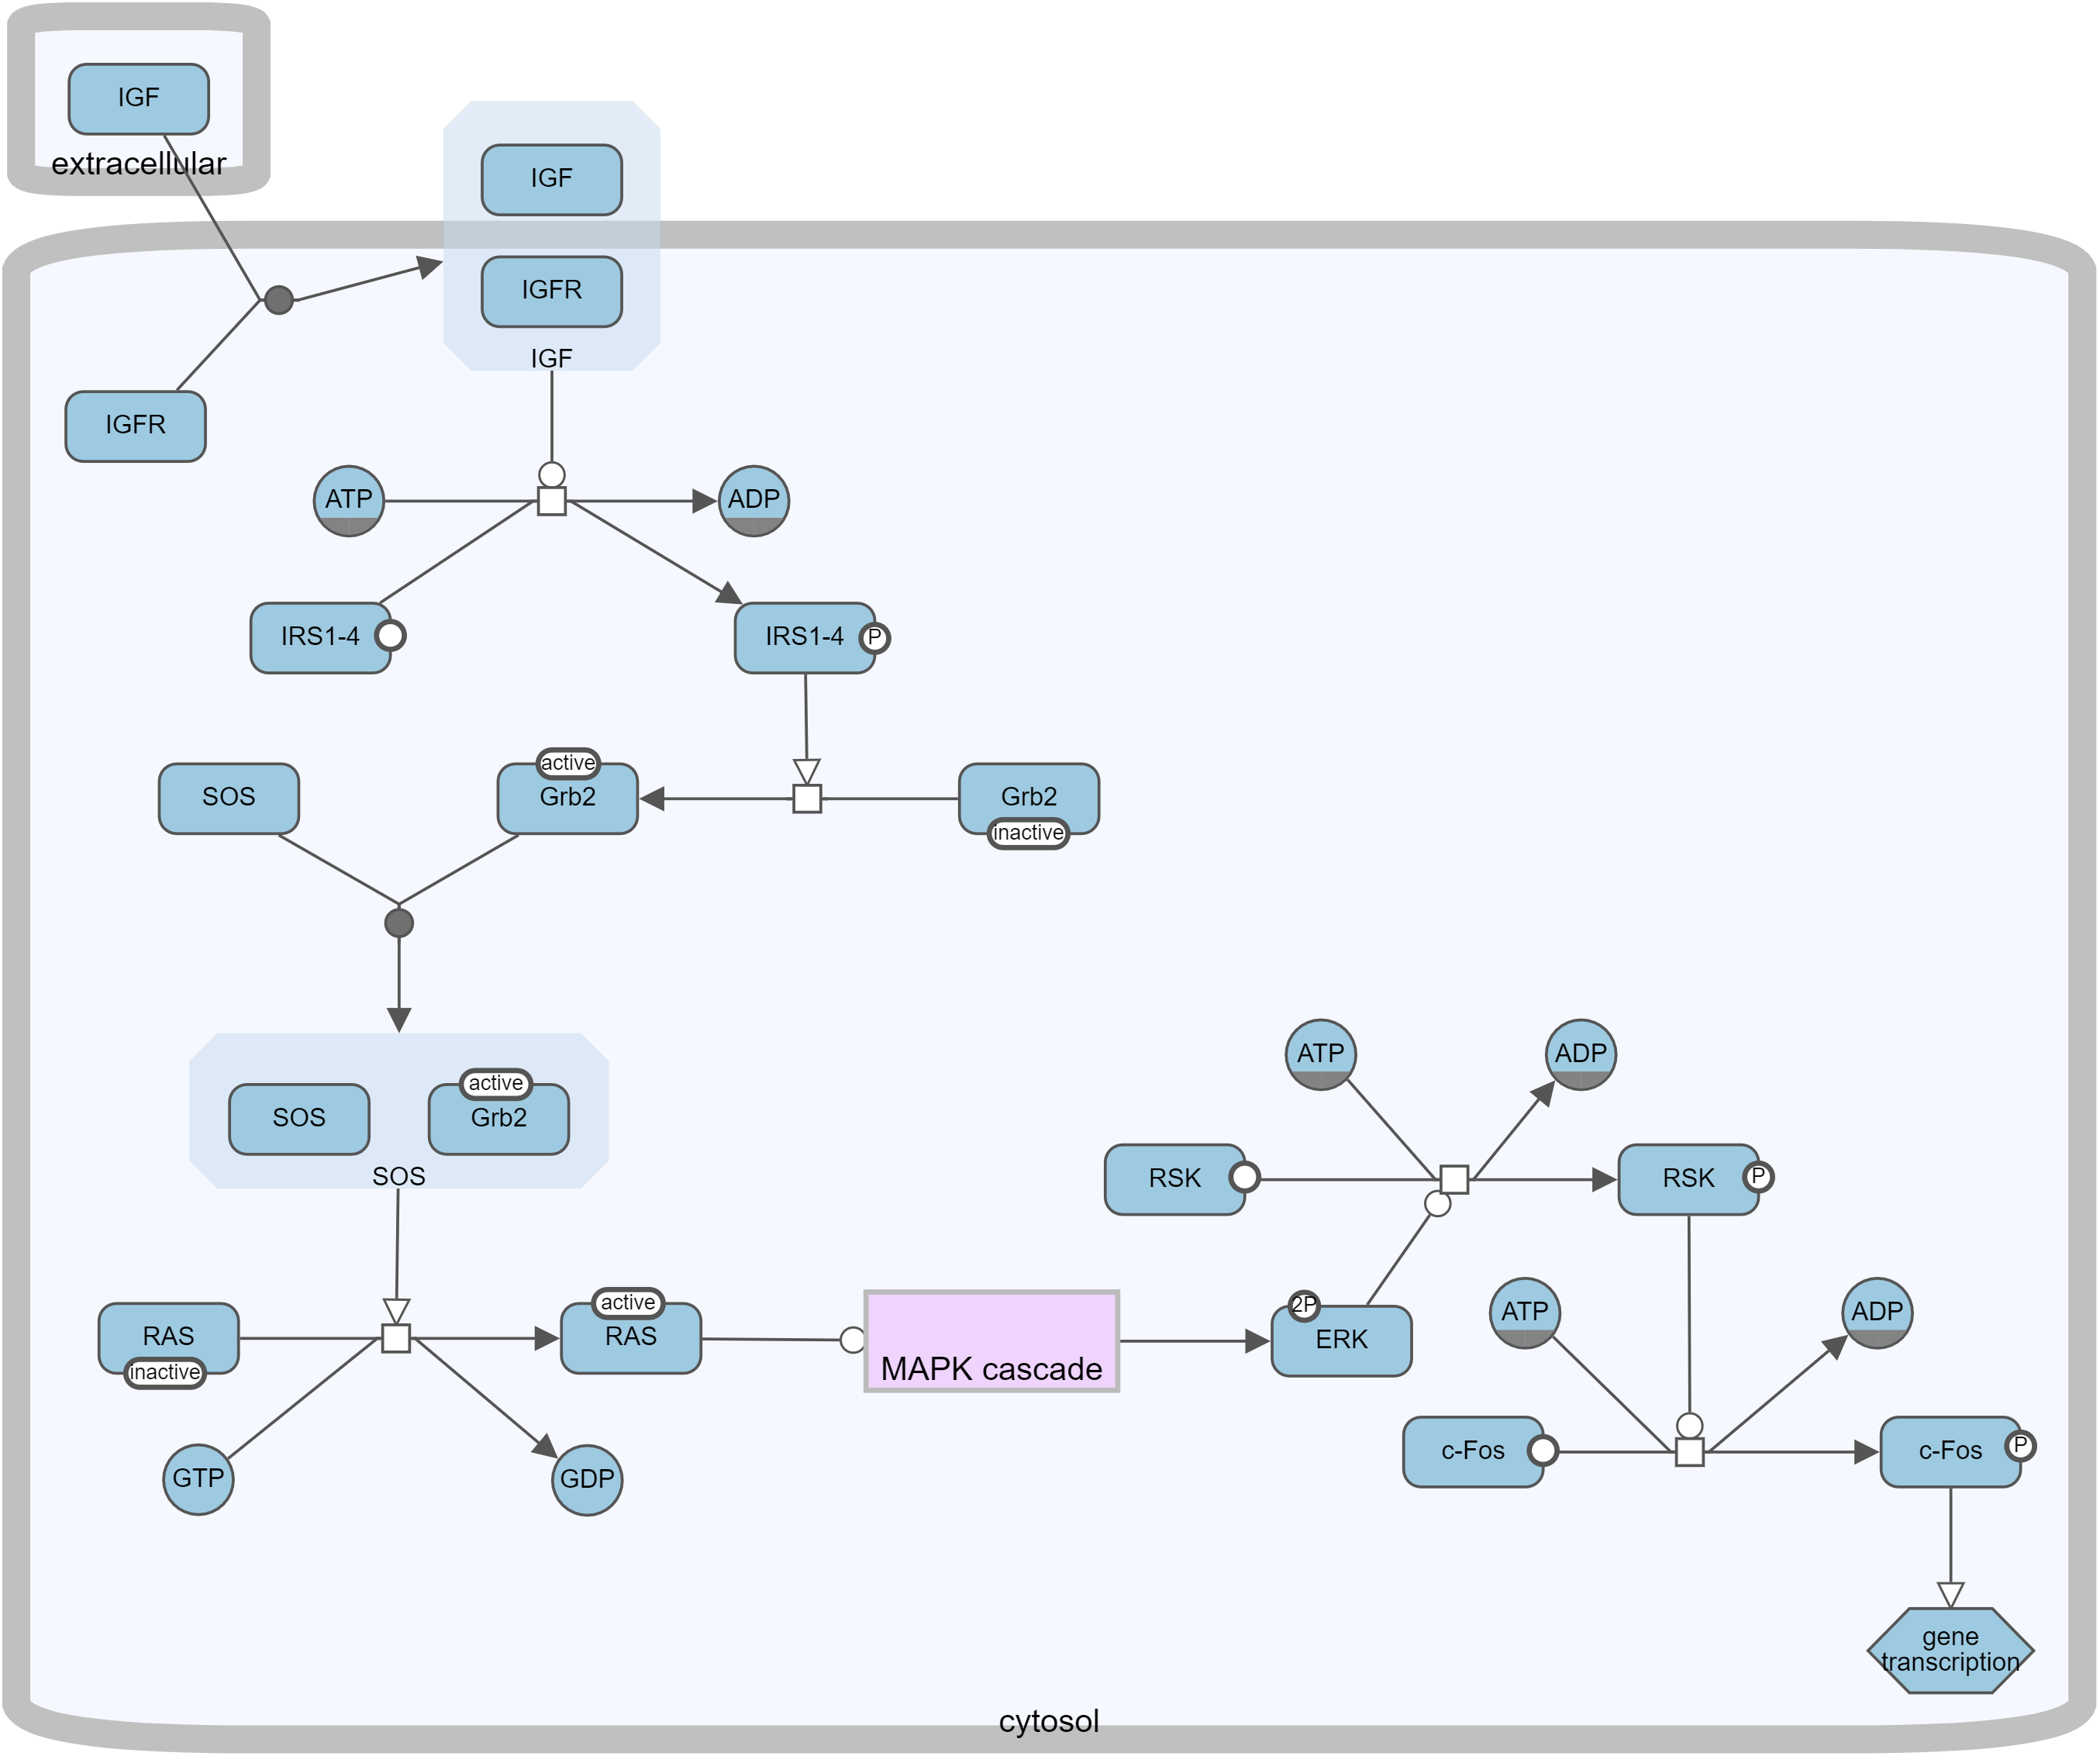 IGF
extracellular
IGF
IGFR
IGF
IGFR
ATP
ADP
IRS1-4
IRS1-4
P
SOS
active
Grb2
Grb2
inactive
SOS
active
Grb2
SOS
ATP
ADP
RSK
RSK
P
RAS
inactive
active
RAS
MAPK cascade
2P
ERK
ATP
ADP
GTP
GDP
c-Fos
c-Fos
P
gene
transcription
cytosol